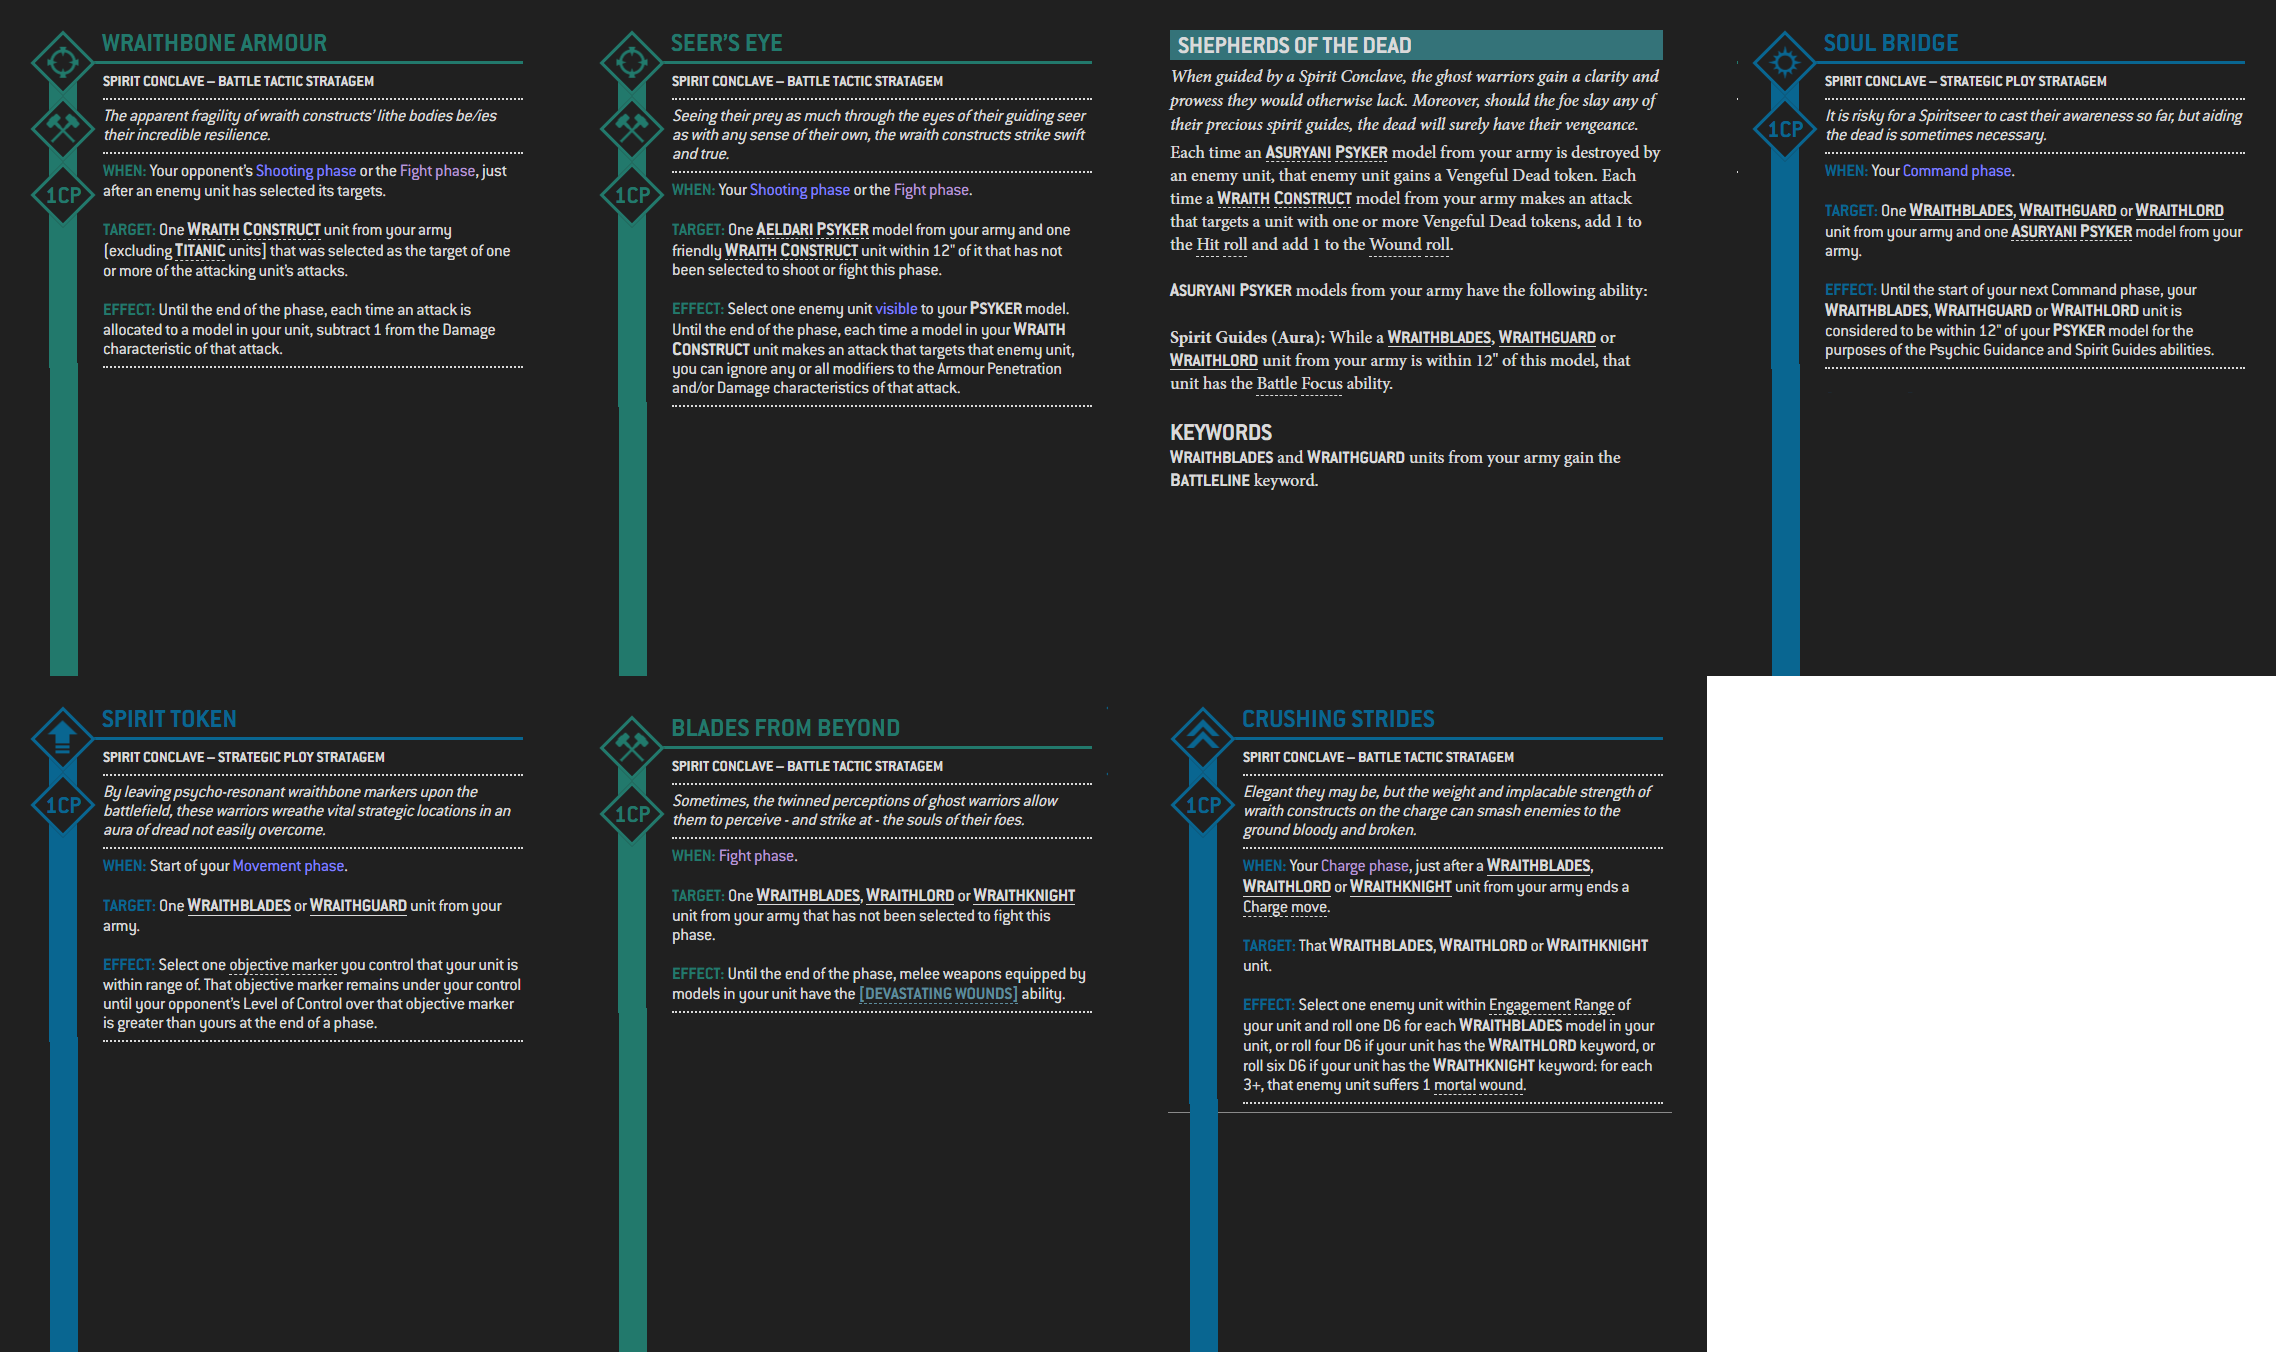 WRAITHBONE ARMOUR
SPIRIT CONCLAVE – BATTLE TACTIC STRATAGEM
The apparent fragility of wraith constructs' lithe bodies be/ies
their incredible resilience.
1CP
WHEN: Your opponent's Shooting phase or the Fight phase, just
after an enemy unit has selected its targets.
TARGET: One WRAITH CONSTRUCT unit from your army
(excluding TITANIC units) that was selected as the target of one
or more of the attacking unit's attacks.
EFFECT: Until the end of the phase, each time an attack is
allocated to a model in your unit, subtract 1 from the Damage
characteristic of that attack.
SEER'S EYE
SPIRIT CONCLAVE – BATTLE TACTIC STRATAGEM
Seeing their prey as much through the eyes of their guiding seer
as with any sense of their own, the wraith constructs strike swift
and true.
1CP
WHEN: Your Shooting phase or the Fight phase.
TARGET: One AELDARI PSYKER model from your army and one
friendly WRAITH CONSTRUCT unit within 12" of it that has not
been selected to shoot or fight this phase.
EFFECT: Select one enemy unit visible to your PSYKER model.
Until the end of the phase, each time a model in your WRAITH
CONSTRUCT unit makes an attack that targets that enemy unit,
you can ignore any or all modifiers to the Armour Penetration
and/or Damage characteristics of that attack.
SHEPHERDS OF THE DEAD
When guided by a Spirit Conclave, the ghost warriors gain a clarity and
prowess they would otherwise lack. Moreover, should the foe slay any of
their precious spirit guides, the dead will surely have their vengeance.
Each time an ASURYANI PSYKER model from your army is destroyed by
an enemy unit, that enemy unit gains a Vengeful Dead token. Each
time a WRAITH CONSTRUCT model from your army makes an attack
that targets a unit with one or more Vengeful Dead tokens, add 1 to
the Hit roll and add 1 to the Wound roll.
ASURYANI PSYKER models from your army have the following ability:
Spirit Guides (Aura): While a WRAITHBLADES, WRAITHGUARD or
WRAITHLORD unit from your army is within 12" of this model, that
unit has the Battle Focus ability.
KEYWORDS
WRAITHBLADES and WRAITHGUARD units from your army gain the
BATTLELINE keyword.
SOUL BRIDGE
SPIRIT CONCLAVE – STRATEGIC PLOY STRATAGEM
It is risky for a Spiritseer to cast their awareness so far, but aiding
the dead is sometimes necessary.
1CP
WHEN: Your Command phase.
TARGET: One WRAITHBLADES, WRAITHGUARD or WRAITHLORD
unit from your army and one ASURYANI PSYKER model from your
army.
EFFECT: Until the start of your next Command phase, your
WRAITHBLADES, WRAITHGUARD or WRAITHLORD unit is
considered to be within 12" of your PSYKER model for the
purposes of the Psychic Guidance and Spirit Guides abilities.
SPIRIT TOKEN
SPIRIT CONCLAVE – STRATEGIC PLOY STRATAGEM
By leaving psycho-resonant wraithbone markers upon the
battlefield, these warriors wreathe vital strategic locations in an
aura of dread not easily overcome.
1CP
WHEN: Start of your Movement phase.
TARGET: One WRAITHBLADES or WRAITHGUARD unit from your
army.
EFFECT: Select one objective marker you control that your unit is
within range of. That objective marker remains under your control
until your opponent's Level of Control over that objective marker
is greater than yours at the end of a phase.
BLADES FROM BEYOND
SPIRIT CONCLAVE – BATTLE TACTIC STRATAGEM
Sometimes, the twinned perceptions of ghost warriors allow
them to perceive - and strike at - the souls of their foes.
1CP
WHEN: Fight phase.
TARGET: One WRAITHBLADES, WRAITHLORD or WRAITHKNIGHT
unit from your army that has not been selected to fight this
phase.
EFFECT: Until the end of the phase, melee weapons equipped by
models in your unit have the [DEVASTATING WOUNDS] ability.
CRUSHING STRIDES
SPIRIT CONCLAVE – BATTLE TACTIC STRATAGEM
Elegant they may be, but the weight and implacable strength of
wraith constructs on the charge can smash enemies to the
ground bloody and broken.
1CP
WHEN: Your Charge phase, just after a WRAITHBLADES,
WRAITHLORD or WRAITHKNIGHT unit from your army ends a
Charge move.
TARGET: That WRAITHBLADES, WRAITHLORD or WRAITHKNIGHT
unit.
EFFECT: Select one enemy unit within Engagement Range of
your unit and roll one D6 for each WRAITHBLADES model in your
unit, or roll four D6 if your unit has the WRAITHLORD keyword, or
roll six D6 if your unit has the WRAITHKNIGHT keyword: for each
3+, that enemy unit suffers 1 mortal wound.